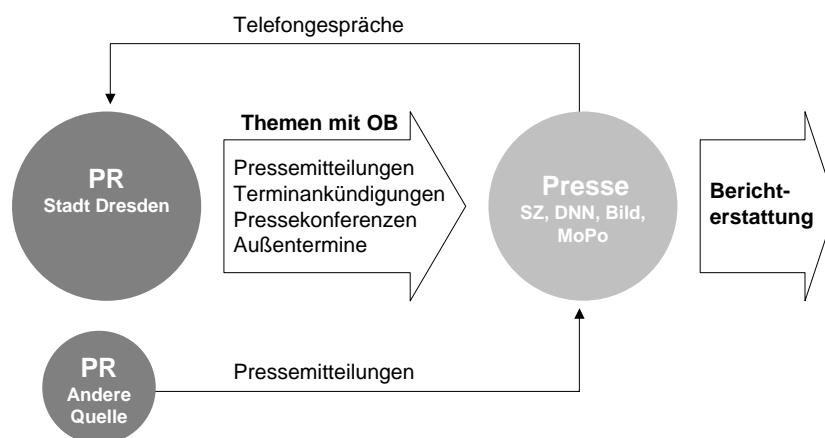 Telefongespräche
PR
Stadt Dresden
Themen mit OB
Pressemitteilungen
Terminankündigungen
Pressekonferenzen
Außentermine
Presse
SZ, DNN, Bild,
MoPo
Bericht-
erstattung
PR
Andere
Quelle
Pressemitteilungen